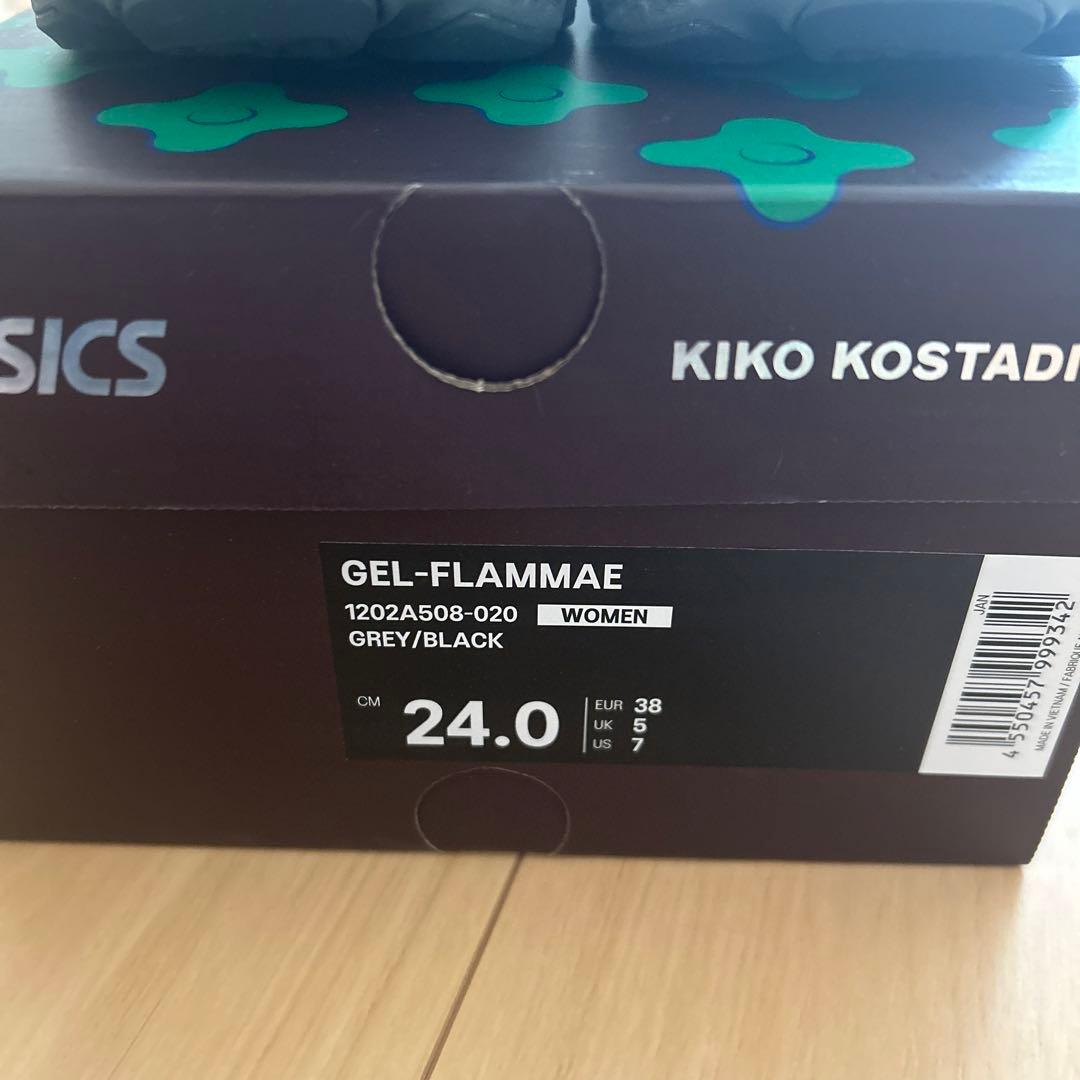 SICS
KIKO KOSTADI
GEL-FLAMMAE
1202A508-020 WOMEN
GREY/BLACK
CM 24.0
EUR 38
UK 5
US 7
JAN
4 550457 999342
MADE IN VIETNAM / FABRIQUÉ